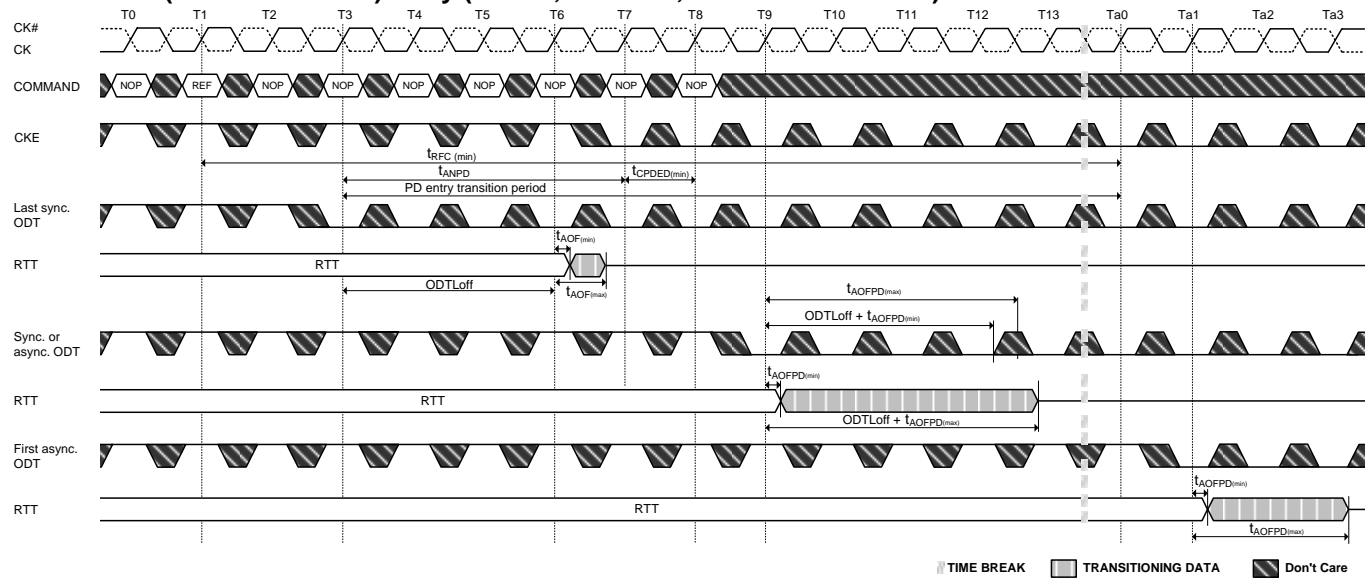 T0 T1 T2 T3 T4 T5 T6 T7 T8 T9 T10 T11 T12 T13 Ta0 Ta1 Ta2 Ta3
CK#
CK
COMMAND NOP REF NOP NOP NOP NOP NOP NOP NOP
CKE
tRFC (min)
tANPD tCPDED(min)
PD entry transition period
Last sync.
ODT
tAOF(min)
RTT RTT
ODTLoff tAOF(max)
tAOFPD(max)
ODTLoff + tAOFPD(min)
Sync. or
async. ODT
tAOFPD(min)
RTT RTT
ODTLoff + tAOFPD(max)
First async.
ODT
tAOFPD(min)
RTT RTT
tAOFPD(max)
TIME BREAK TRANSITIONING DATA Don't Care